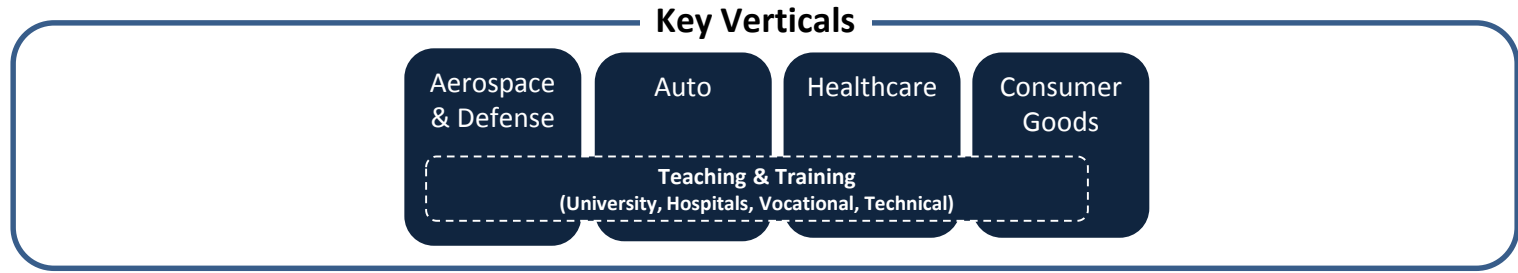 Key Verticals
Aerospace
& Defense
Auto
Healthcare
Consumer
Goods
Teaching & Training
(University, Hospitals, Vocational, Technical)